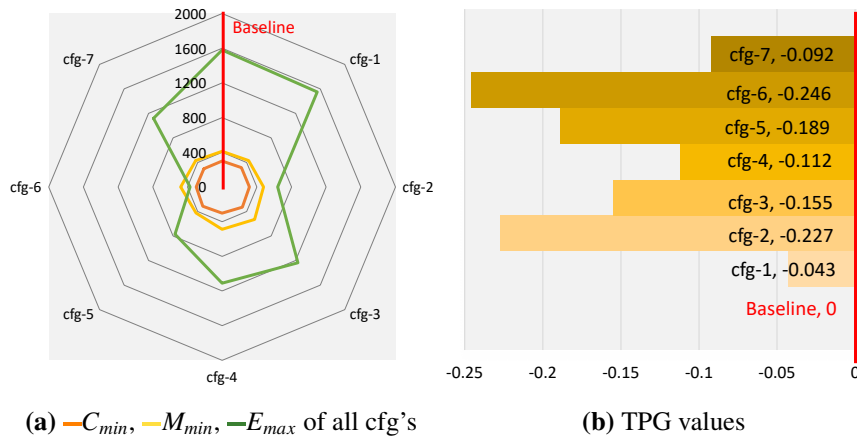 2000
Baseline
1600
1200
800
400
0
cfg-1
cfg-2
cfg-3
cfg-4
cfg-5
cfg-6
cfg-7
(a) C_min, M_min, E_max of all cfg's
cfg-7, -0.092
cfg-6, -0.246
cfg-5, -0.189
cfg-4, -0.112
cfg-3, -0.155
cfg-2, -0.227
cfg-1, -0.043
Baseline, 0
-0.25 -0.2 -0.15 -0.1 -0.05 0
(b) TPG values